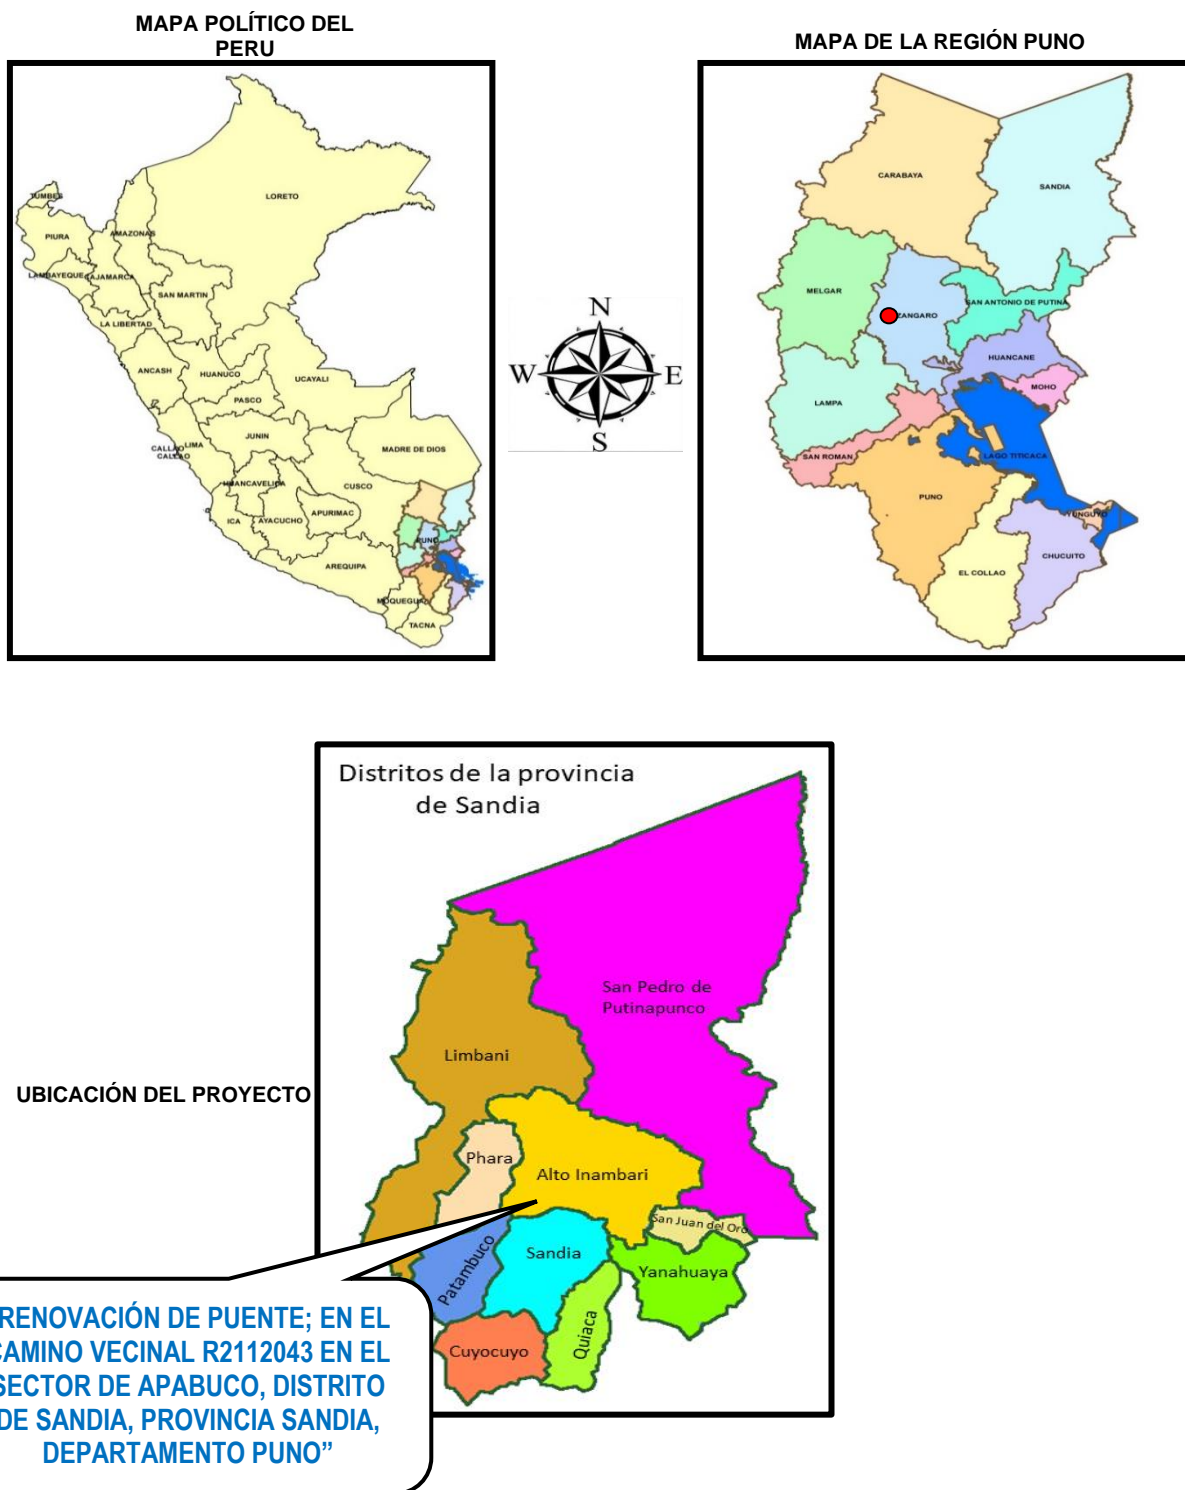 MAPA POLÍTICO DEL
PERU
MAPA DE LA REGIÓN PUNO
TUMBES
PIURA
LAMBAYEQUE
CAJAMARCA
AMAZONAS
LORETO
SAN MARTIN
LA LIBERTAD
ANCASH
HUANUCO
UCAYALI
PASCO
JUNIN
CALLAO
LIMA
CALLAO
MADRE DE DIOS
HUANCAVELICA
CUSCO
ICA
AYACUCHO
APURIMAC
PUNO
AREQUIPA
MOQUEGUA
TACNA
N
W
E
S
CARABAYA
SANDIA
MELGAR
ZANGARO
SAN ANTONIO DE PUTINA
HUANCANE
MOHO
LAMPA
SAN ROMAN
LAGO TITICACA
PUNO
YUNGUYO
CHUCUITO
EL COLLAO
Distritos de la provincia
de Sandia
San Pedro de
Putinapunco
Limbani
UBICACIÓN DEL PROYECTO
Phara
Alto Inambari
San Juan del Oro
Patambuco
Sandia
Yanahuaya
Quiaca
Cuyocuyo
RENOVACIÓN DE PUENTE; EN EL
CAMINO VECINAL R2112043 EN EL
SECTOR DE APABUCO, DISTRITO
DE SANDIA, PROVINCIA SANDIA,
DEPARTAMENTO PUNO”